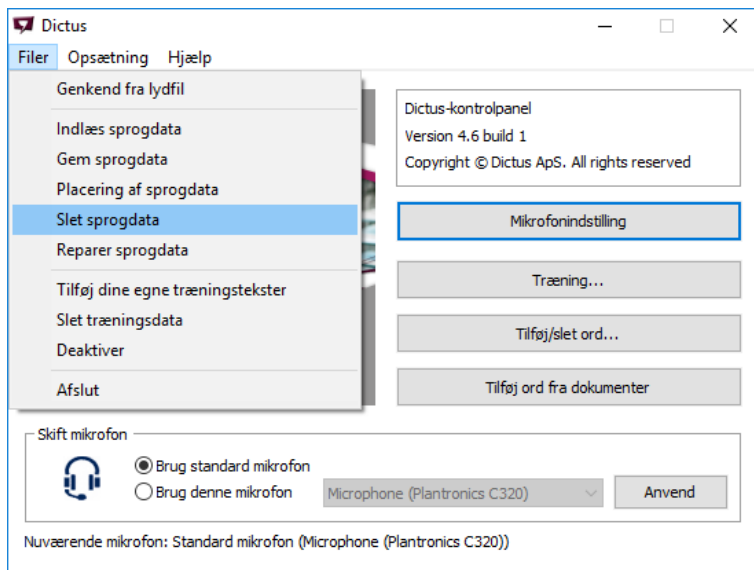 Dictus
Filer Opsætning Hjælp
Genkend fra lydfil
Indlæs sprogdata
Gem sprogdata
Placering af sprogdata
Slet sprogdata
Reparer sprogdata
Tilføj dine egne træningstekster
Slet træningsdata
Deaktiver
Afslut
Dictus-kontrolpanel
Version 4.6 build 1
Copyright © Dictus ApS. All rights reserved
Mikrofonindstilling
Træning...
Tilføj/slet ord...
Tilføj ord fra dokumenter
Skift mikrofon
Brug standard mikrofon
Brug denne mikrofon Microphone (Plantronics C320) Anvend
Nuværende mikrofon: Standard mikrofon (Microphone (Plantronics C320))